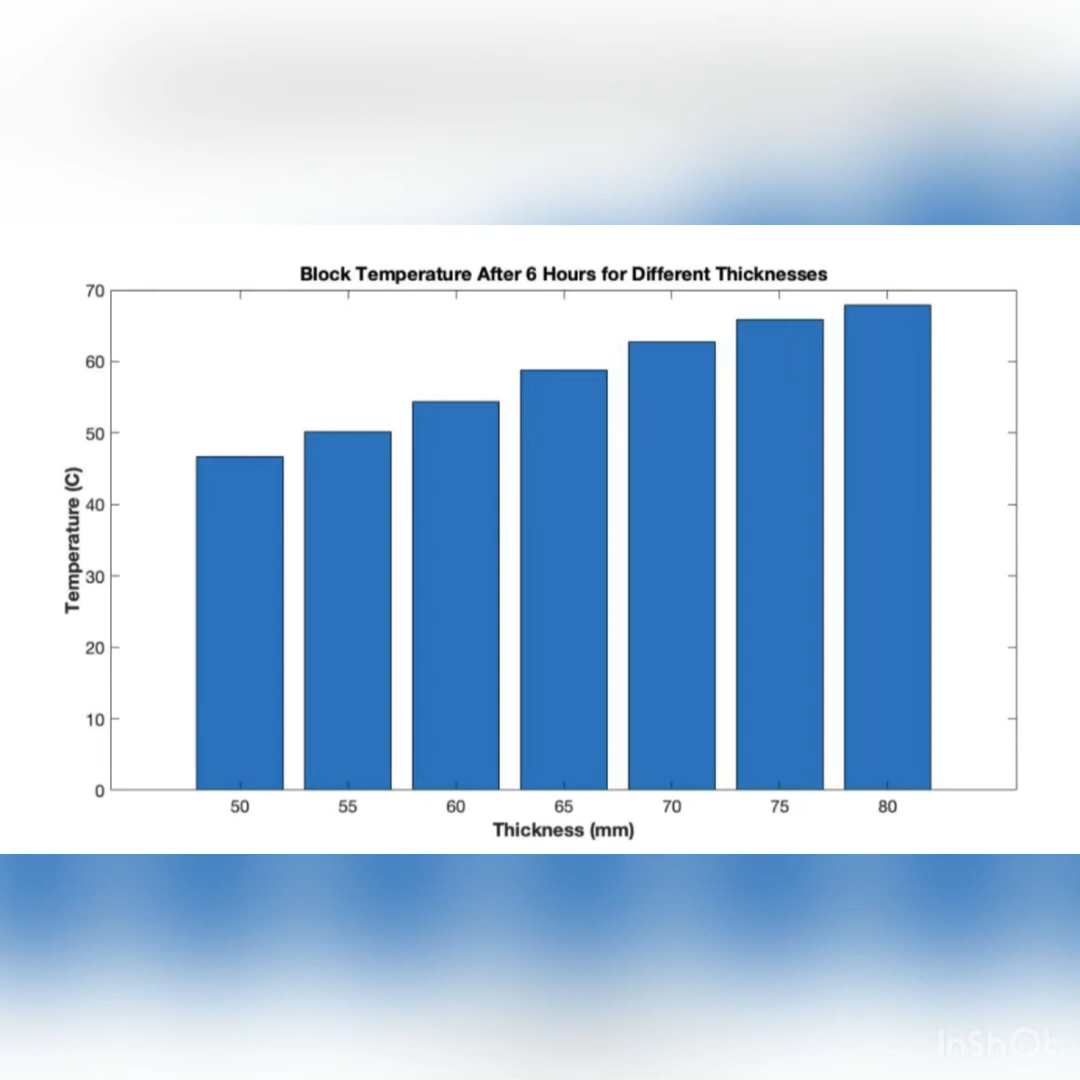 Block Temperature After 6 Hours for Different Thicknesses
70
60
50
40
30
20
10
0
Temperature (C)
50 55 60 65 70 75 80
Thickness (mm)
InShOt